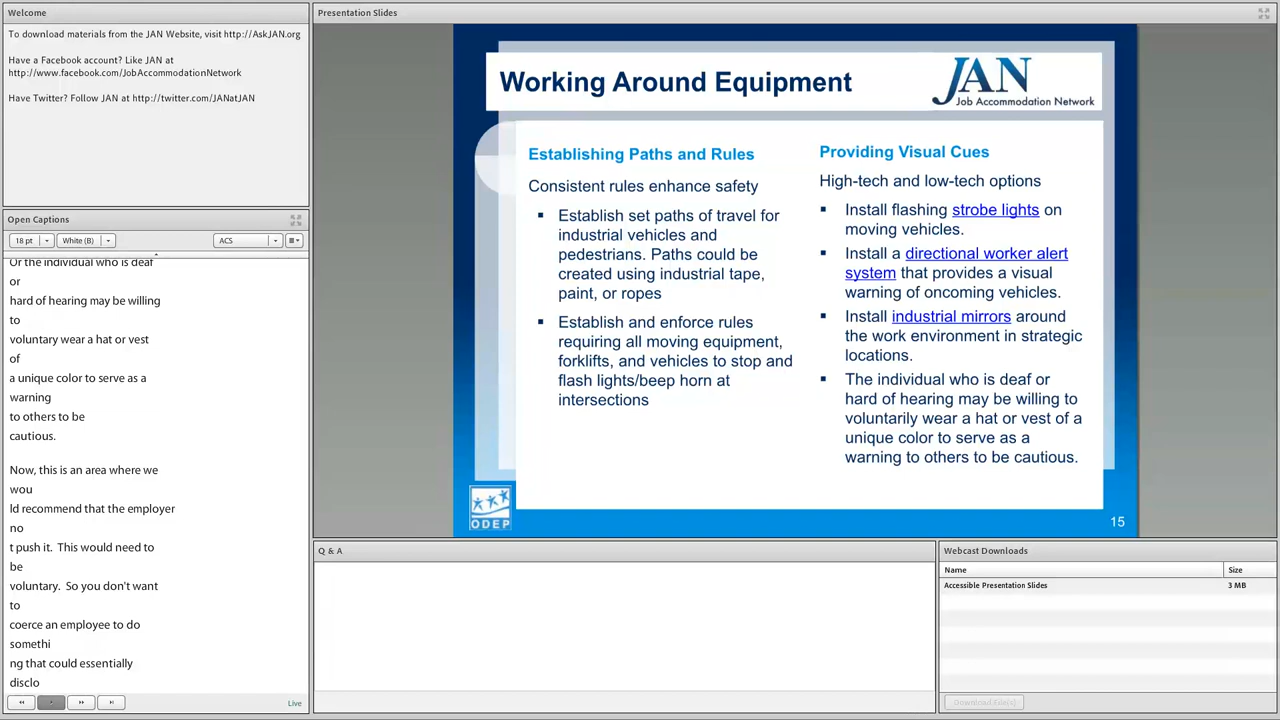 Welcome
To download materials from the JAN Website, visit http://AskJAN.org
Have a Facebook account? Like JAN at
http://www.facebook.com/JobAccommodationNetwork
Have Twitter? Follow JAN at http://twitter.com/JANatJAN
Open Captions
18 pt
White (B)
ACS
Or the individual who is deaf
or
hard of hearing may be willing
to
voluntary wear a hat or vest
of
a unique color to serve as a
warning
to others to be
cautious.
Now, this is an area where we
wou
ld recommend that the employer
no
t push it. This would need to
be
voluntary. So you don't want
to
coerce an employee to do
somethi
ng that could essentially
disclo
Live
Presentation Slides
Working Around Equipment
JAN
Job Accommodation Network
Establishing Paths and Rules
Consistent rules enhance safety
▪ Establish set paths of travel for
industrial vehicles and
pedestrians. Paths could be
created using industrial tape,
paint, or ropes
▪ Establish and enforce rules
requiring all moving equipment,
forklifts, and vehicles to stop and
flash lights/beep horn at
intersections
Providing Visual Cues
High-tech and low-tech options
▪ Install flashing strobe lights on
moving vehicles.
▪ Install a directional worker alert
system that provides a visual
warning of oncoming vehicles.
▪ Install industrial mirrors around
the work environment in strategic
locations.
▪ The individual who is deaf or
hard of hearing may be willing to
voluntarily wear a hat or vest of a
unique color to serve as a
warning to others to be cautious.
ODEP
15
Q & A
Webcast Downloads
Name Size
Accessible Presentation Slides 3 MB
Download File(s)